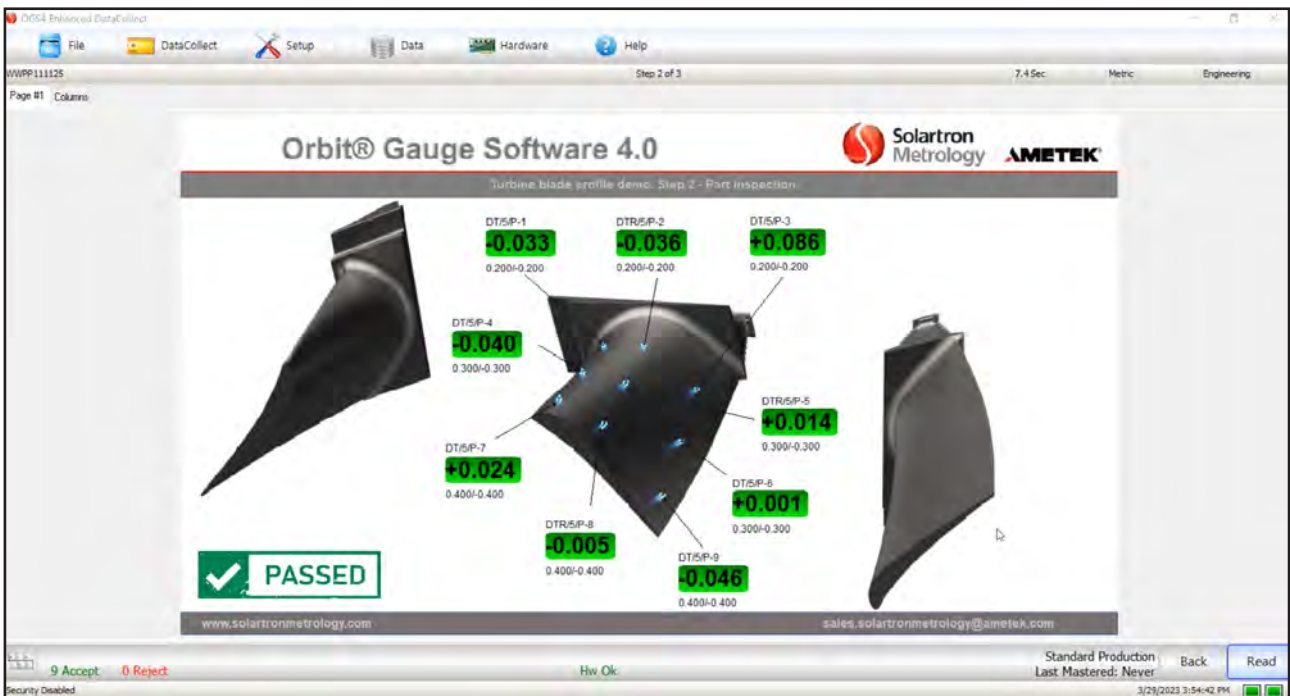 OGS4 Enhanced DataCollect
File DataCollect Setup Data Hardware Help
WWPP111125 Step 2 of 3 7.4 Sec Metric Engineering
Page #1 Columns
Orbit® Gauge Software 4.0
Solartron
Metrology
AMETEK®
Turbine blade profile demo. Step 2 - Part inspection.
DT/5/P-1
-0.033
0.200/-0.200
DTR/5/P-2
-0.036
0.200/-0.200
DT/5/P-3
+0.086
0.200/-0.200
DT/5/P-4
-0.040
0.300/-0.300
DTR/5/P-5
+0.014
0.300/-0.300
DT/5/P-7
+0.024
0.400/-0.400
DT/5/P-6
+0.001
0.300/-0.300
DTR/5/P-8
-0.005
0.400/-0.400
DT/5/P-9
-0.046
0.400/-0.400
PASSED
www.solartronmetrology.com sales.solartronmetrology@ametek.com
9 Accept 0 Reject Hw Ok
Standard Production
Last Mastered: Never
Back Read
Security Disabled 3/29/2023 3:54:42 PM